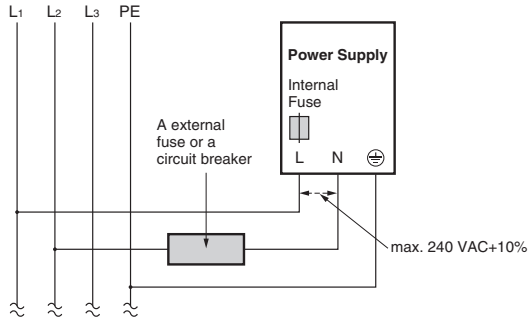 L1 L2 L3 PE
Power Supply
Internal
Fuse
A external
fuse or a
circuit breaker
L N
max. 240 VAC+10%